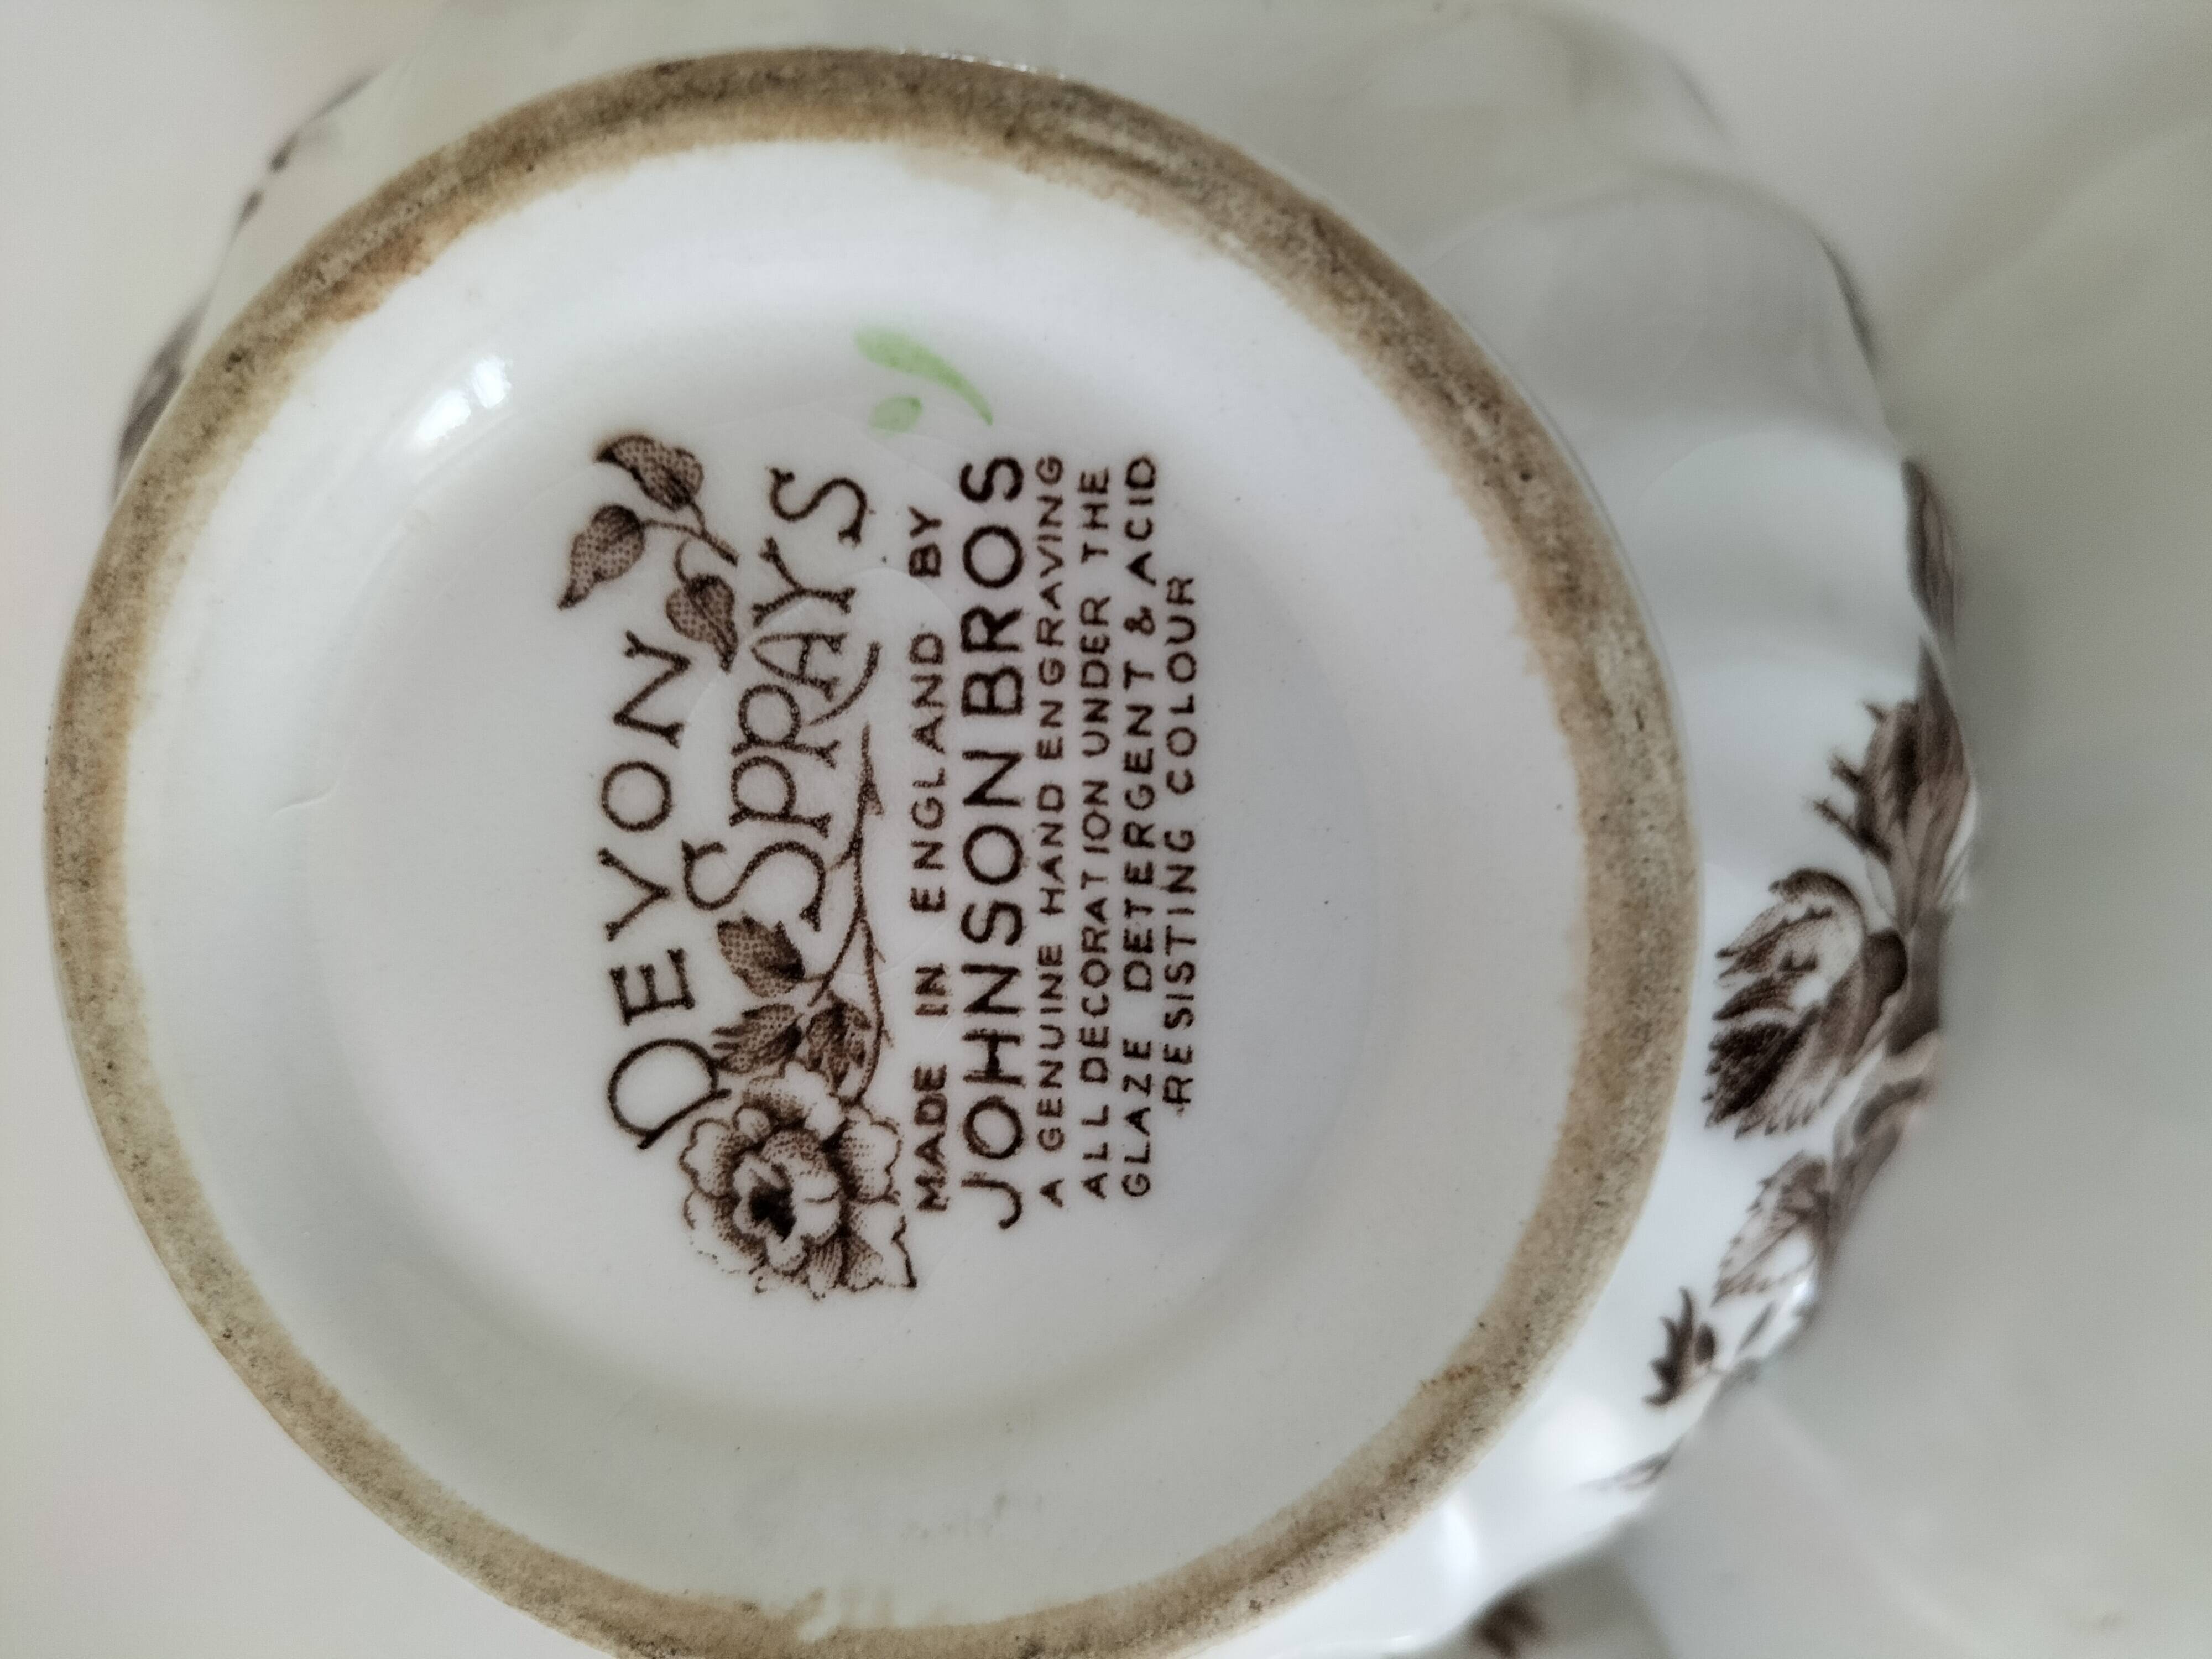 DEVON
SPRAYS
MADE IN ENGLAND BY
JOHNSON BROS
A GENUINE HAND ENGRAVING
ALL DECORATION UNDER THE
GLAZE DETERGENT & ACID
RESISTING COLOUR